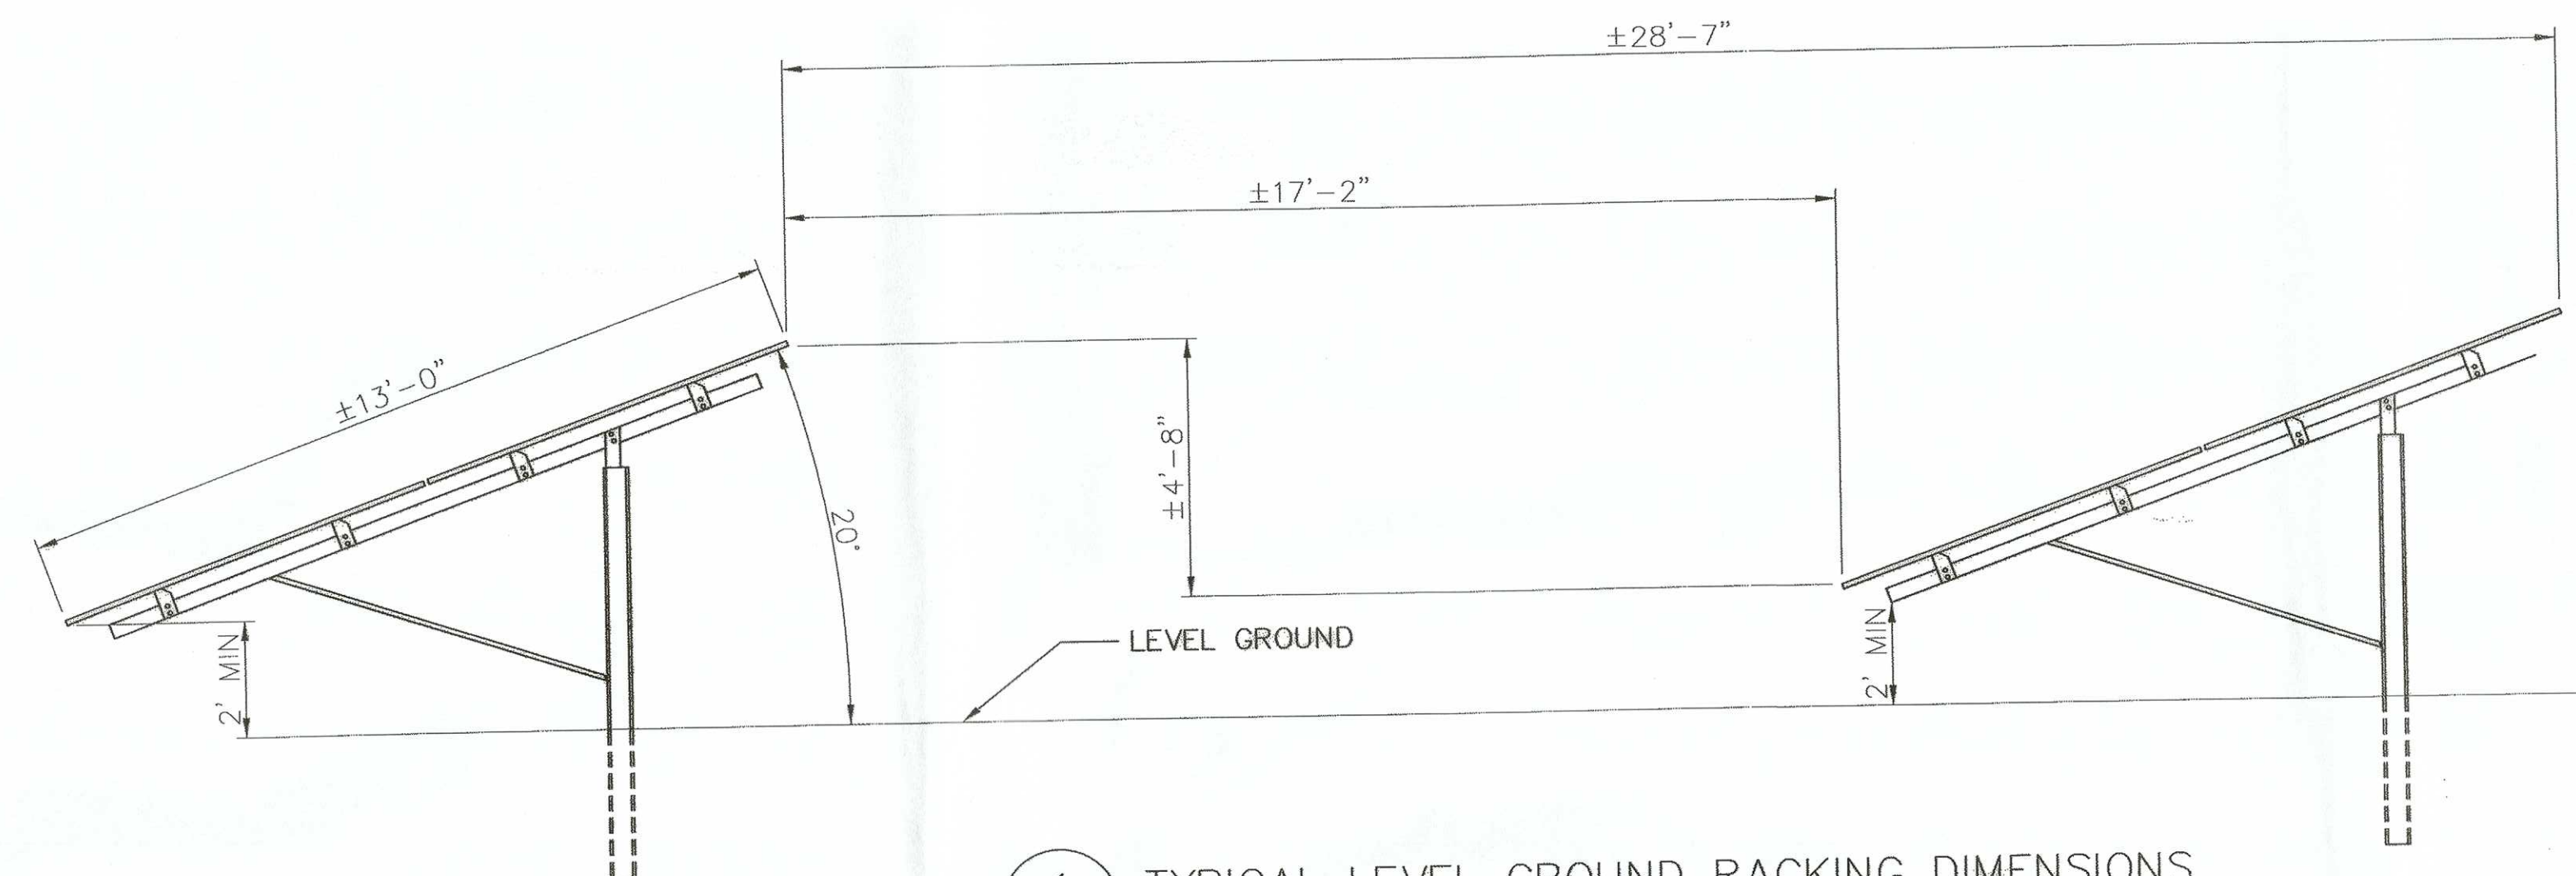 ±28'-7"
±17'-2"
±13'-0"
±4'-8"
20°
2' MIN
LEVEL GROUND
2' MIN
TYPICAL LEVEL GROUND RACKING DIMENSIONS